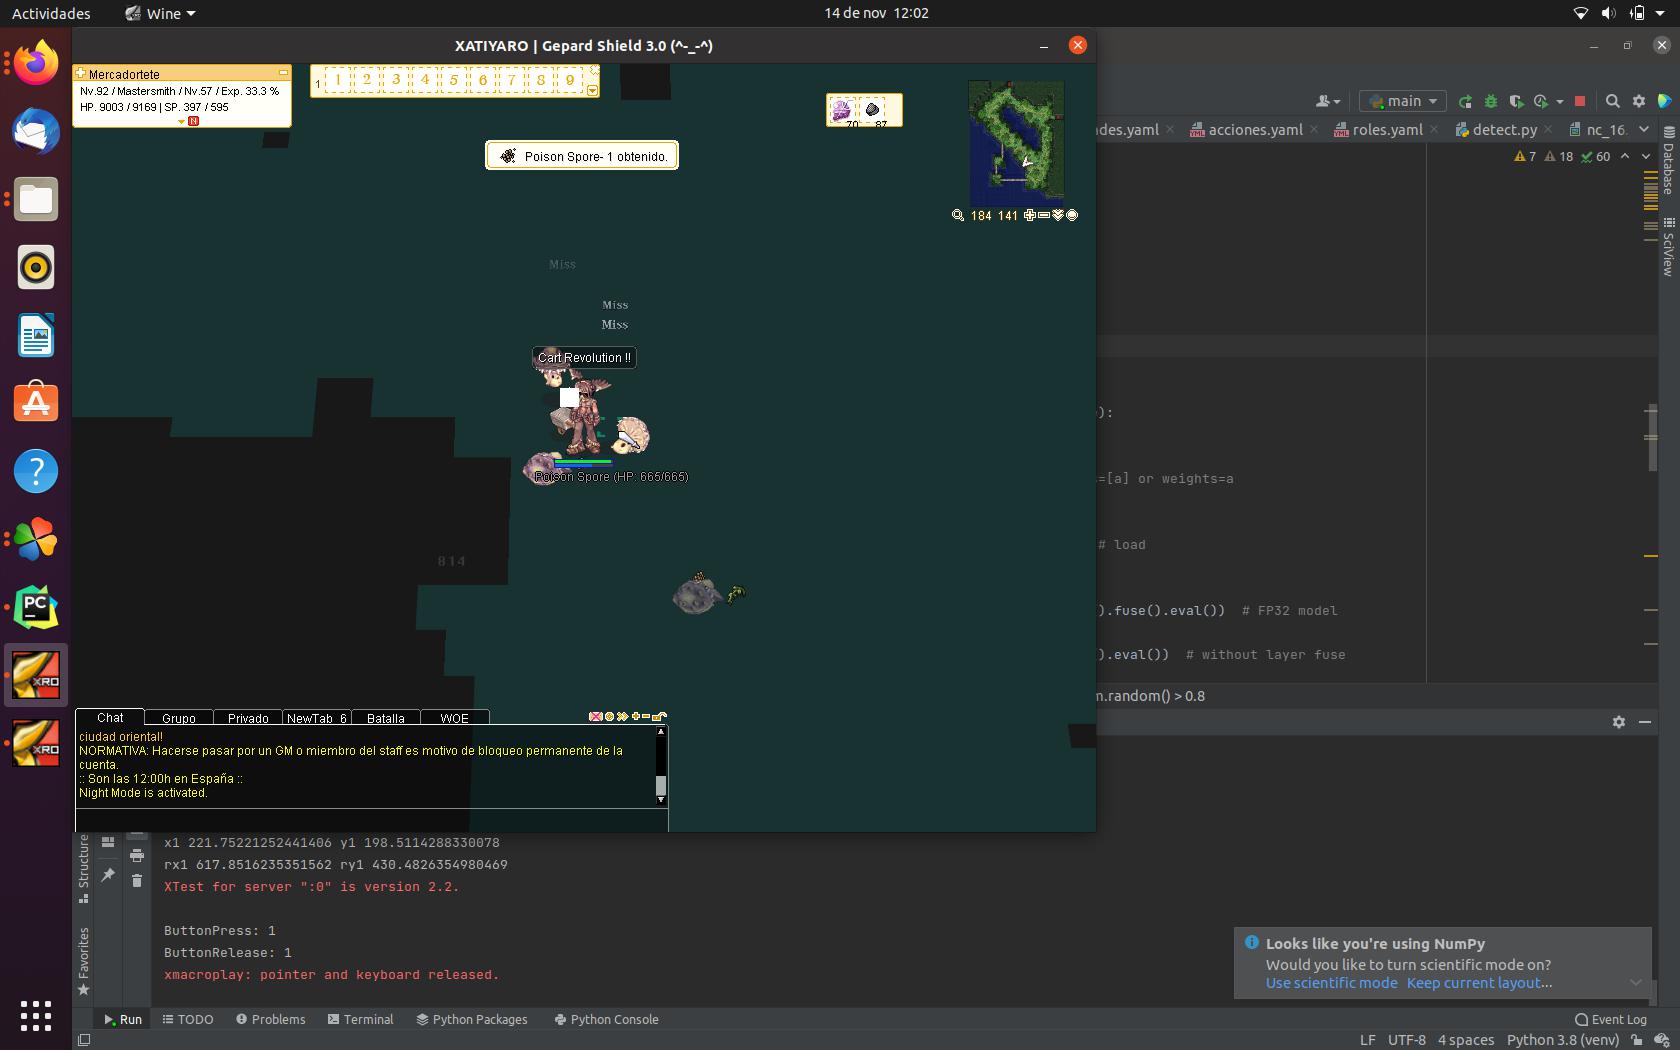 Actividades
Wine
14 de nov 12:02
XATIYARO | Gepard Shield 3.0 (^-_-^)
Mercadortete
Nv.92 / Mastersmith / Nv.57 / Exp. 33.3 %
HP. 9003 / 9169 | SP. 397 / 595
N
1 1 2 3 4 5 6 7 8 9
70 87
Poison Spore- 1 obtenido.
184 141
Miss
Miss
Miss
Cart Revolution !!
Poison Spore (HP: 665/665)
814
Chat Grupo Privado NewTab_6 Batalla WOE
ciudad oriental!
NORMATIVA: Hacerse pasar por un GM o miembro del staff es motivo de bloqueo permanente de la
cuenta.
:: Son las 12:00h en España ::
Night Mode is activated.
main
des.yaml acciones.yaml roles.yaml detect.py nc_16.
7 18 60
Database
SciView
):
=[a] or weights=a
# load
).fuse().eval()) # FP32 model
).eval()) # without layer fuse
m.random() > 0.8
PC
XRO
XRO
Structure
Favorites
x1 221.75221252441406 y1 198.5114288330078
rx1 617.8516235351562 ry1 430.4826354980469
XTest for server ":0" is version 2.2.
ButtonPress: 1
ButtonRelease: 1
xmacroplay: pointer and keyboard released.
Looks like you're using NumPy
Would you like to turn scientific mode on?
Use scientific mode Keep current layout...
Run TODO Problems Terminal Python Packages Python Console Event Log
LF UTF-8 4 spaces Python 3.8 (venv)